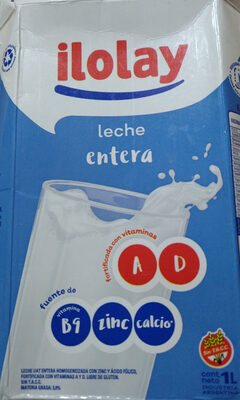 ilolay
leche
entera
fortificada con vitaminas
A D
fuente de
vitamina
B9 zinc calcio
LECHE UAT ENTERA HOMOGENEIZADA CON ZINC Y ÁCIDO FÓLICO,
FORTIFICADA CON VITAMINAS A Y D. LIBRE DE GLUTEN.
SIN T.A.C.C.
MATERIA GRASA: 3,0%
Sin T.A.C.C.
cont.
neto 1L
INDUSTRIA
ARGENTINA